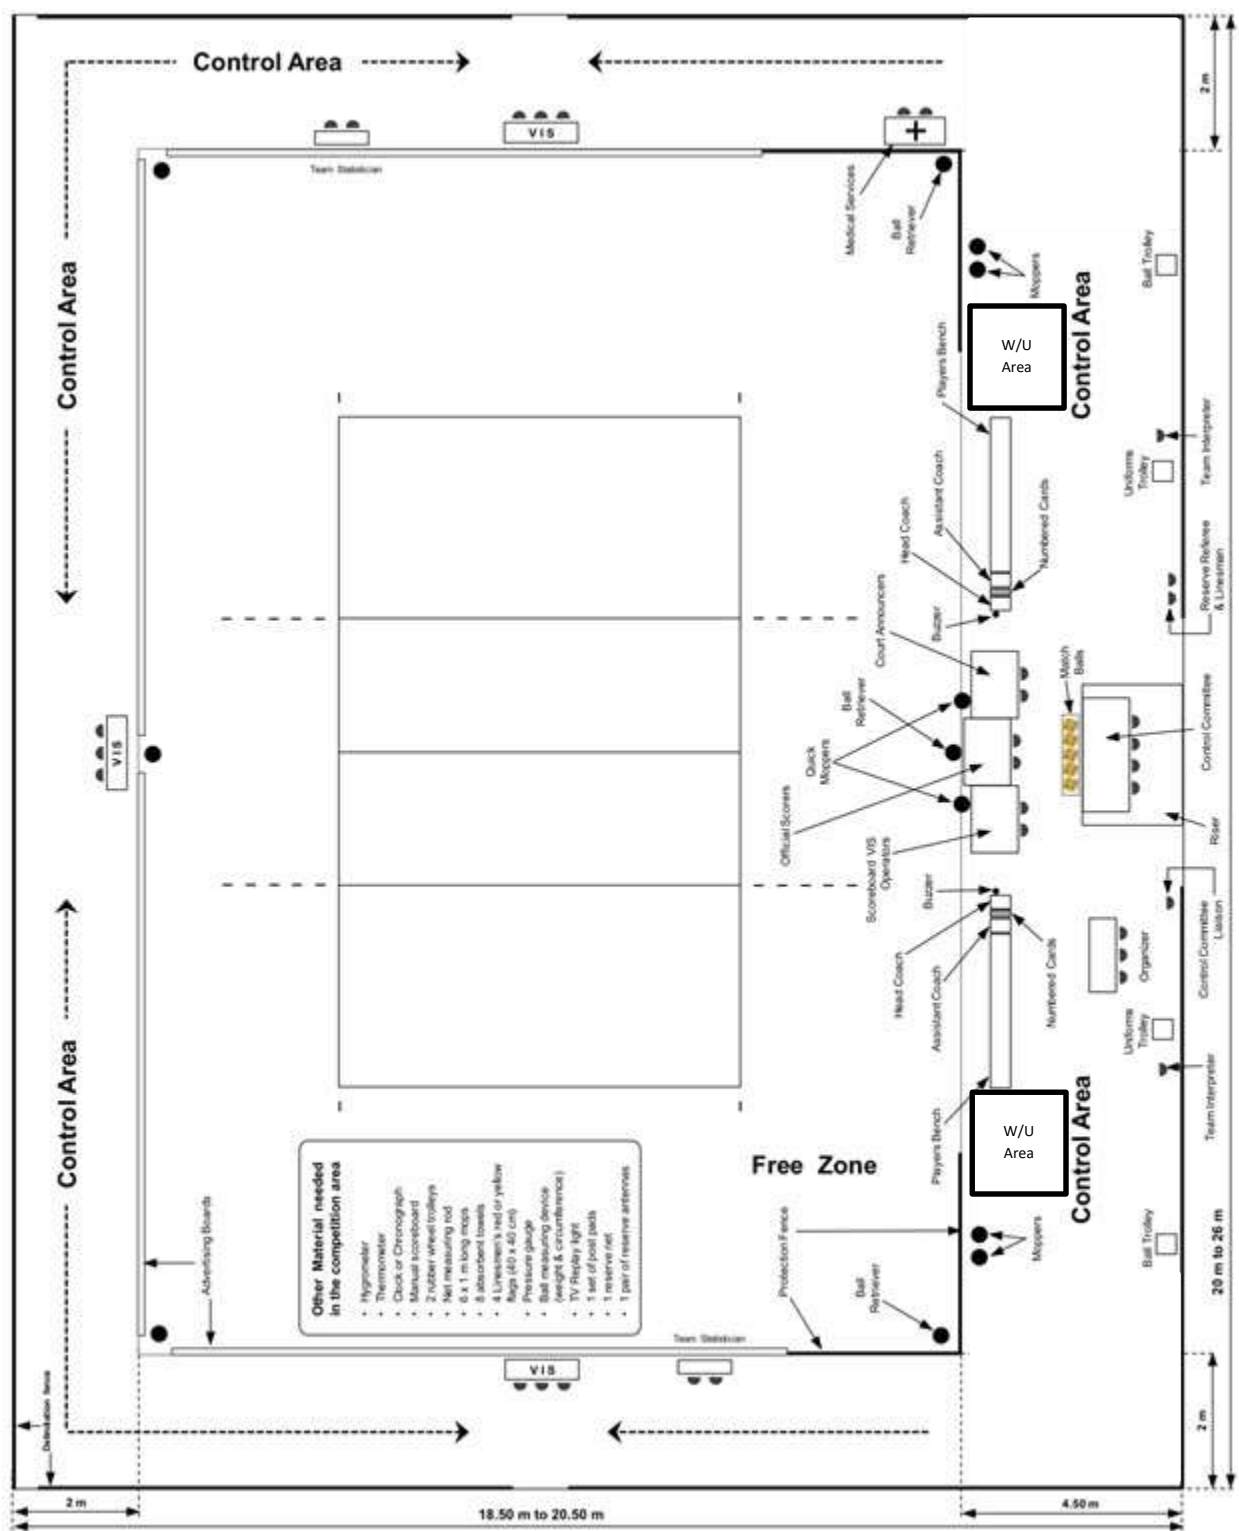 Control Area
2 m
VIS
Team Statistician
Medical Services
Ball
Retriever
Moppers
Ball Trolley
Control Area
Control Area
W/U
Area
Players Bench
Assistant Coach
Head Coach
Numbered Cards
Uniforms
Trolley
Team Interpreter
Reserve Referee
& Linesmen
Buzzer
Court Announcers
Match
Balls
Ball
Retriever
Quick
Moppers
VIS
Control Committee
Official Scorers
Scoreboard VIS
Operators
Riser
Buzzer
Head Coach
Assistant Coach
Numbered Cards
Organizer
Control Committee
Liaison
Uniforms
Trolley
Team Interpreter
Control Area
Control Area
Players Bench
W/U
Area
Free Zone
Other Material needed
in the competition area
+ Hygrometer
+ Thermometer
+ Clock or Chronograph
+ Manual scoreboard
+ 2 rubber wheel trolleys
+ Net measuring rod
+ 6 x 1 m long mops
+ 8 absorbent towels
+ 4 Linesmen's red or yellow
flags (40 x 40 cm)
+ Pressure gauge
+ Ball measuring device
(weight & circumference)
+ TV Replay light
+ 1 set of post pads
+ 1 reserve net
+ 1 pair of reserve antennes
Advertising Boards
Protection Fence
Moppers
Ball Trolley
Ball
Retriever
20 m to 26 m
Team Statistician
VIS
Delimitation fence
2 m
2 m
18.50 m to 20.50 m
4.50 m